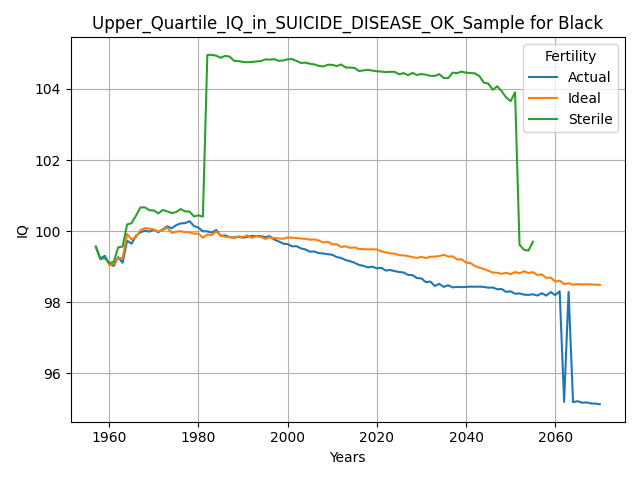 Upper_Quartile_IQ_in_SUICIDE_DISEASE_OK_Sample for Black
Fertility
Actual
Ideal
Sterile
IQ
104
102
100
98
96
1960
1980
2000
2020
2040
2060
Years